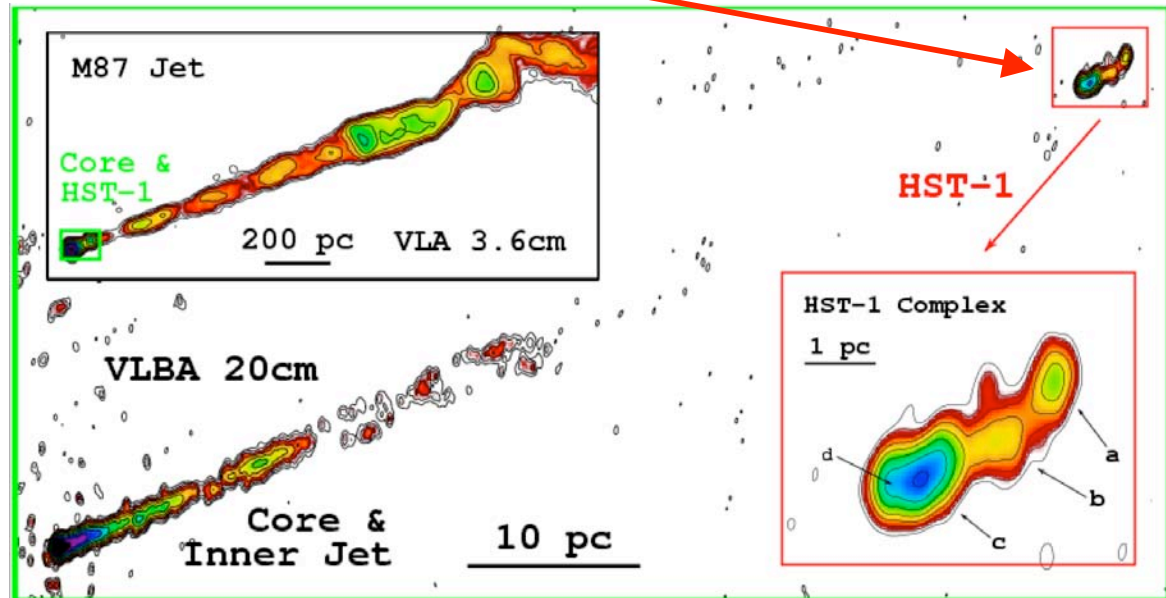 M87 Jet
Core &
HST-1
200 pc
VLA 3.6cm
HST-1
VLBA 20cm
Core &
Inner Jet
10 pc
HST-1 Complex
1 pc
a
b
c
d